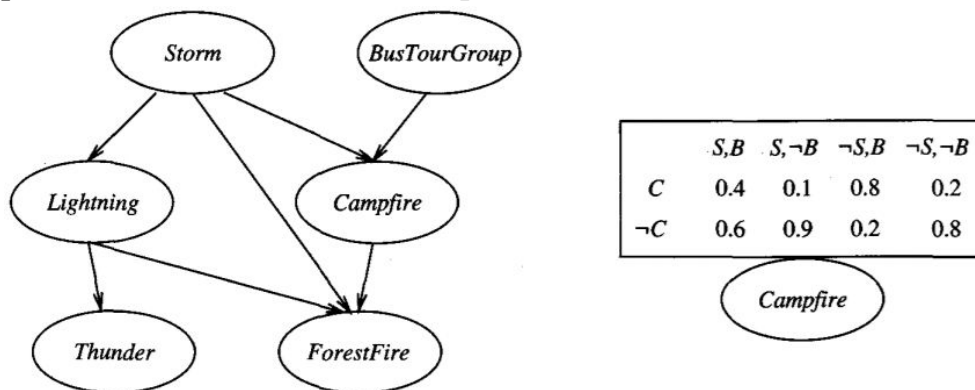 Storm
BusTourGroup
Lightning
Campfire
Thunder
ForestFire
S,B S,¬B ¬S,B ¬S,¬B
C 0.4 0.1 0.8 0.2
¬C 0.6 0.9 0.2 0.8
Campfire